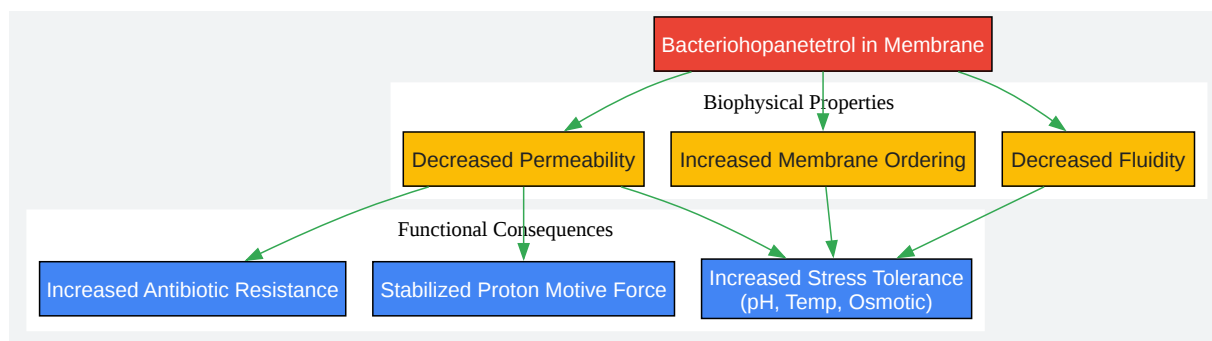 Bacteriohopanetetrol in Membrane
Biophysical Properties
Decreased Permeability
Increased Membrane Ordering
Decreased Fluidity
Functional Consequences
Increased Antibiotic Resistance
Stabilized Proton Motive Force
Increased Stress Tolerance
(pH, Temp, Osmotic)